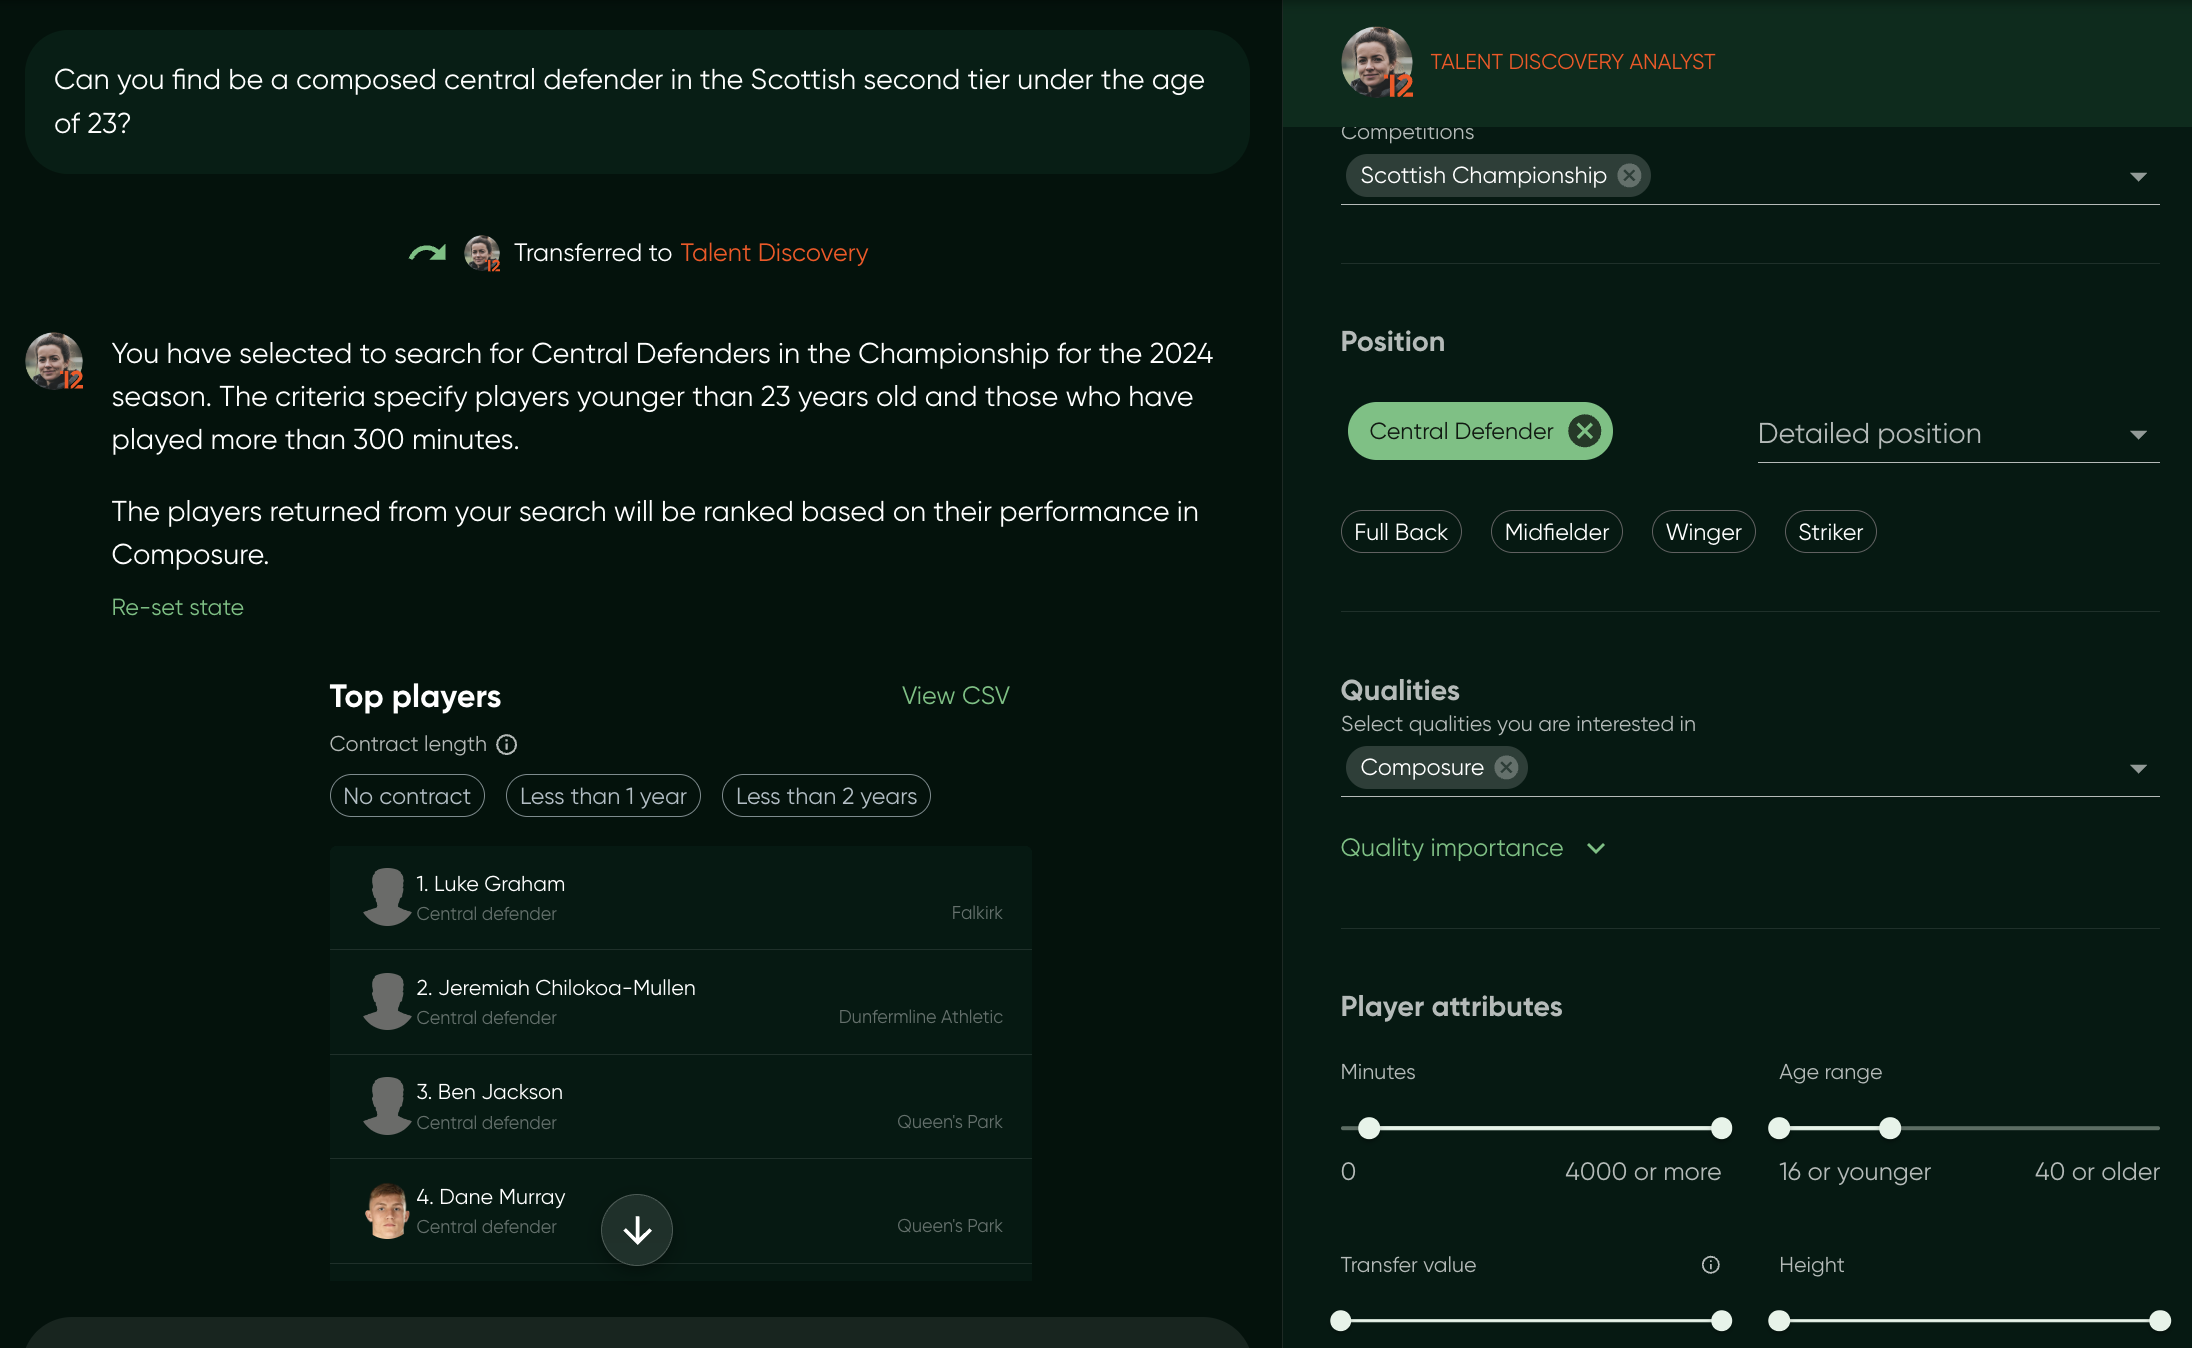 Can you find be a composed central defender in the Scottish second tier under the age
of 23?
Transferred to Talent Discovery
12
12
You have selected to search for Central Defenders in the Championship for the 2024
season. The criteria specify players younger than 23 years old and those who have
played more than 300 minutes.
The players returned from your search will be ranked based on their performance in
Composure.
Re-set state
Top players
View CSV
Contract length
No contract
Less than 1 year
Less than 2 years
1. Luke Graham
Central defender
Falkirk
2. Jeremiah Chilokoa-Mullen
Central defender
Dunfermline Athletic
3. Ben Jackson
Central defender
Queen's Park
4. Dane Murray
Central defender
Queen's Park
12
TALENT DISCOVERY ANALYST
Competitions
Scottish Championship
Position
Central Defender
Detailed position
Full Back
Midfielder
Winger
Striker
Qualities
Select qualities you are interested in
Composure
Quality importance
Player attributes
Minutes
Age range
0
4000 or more
16 or younger
40 or older
Transfer value
Height